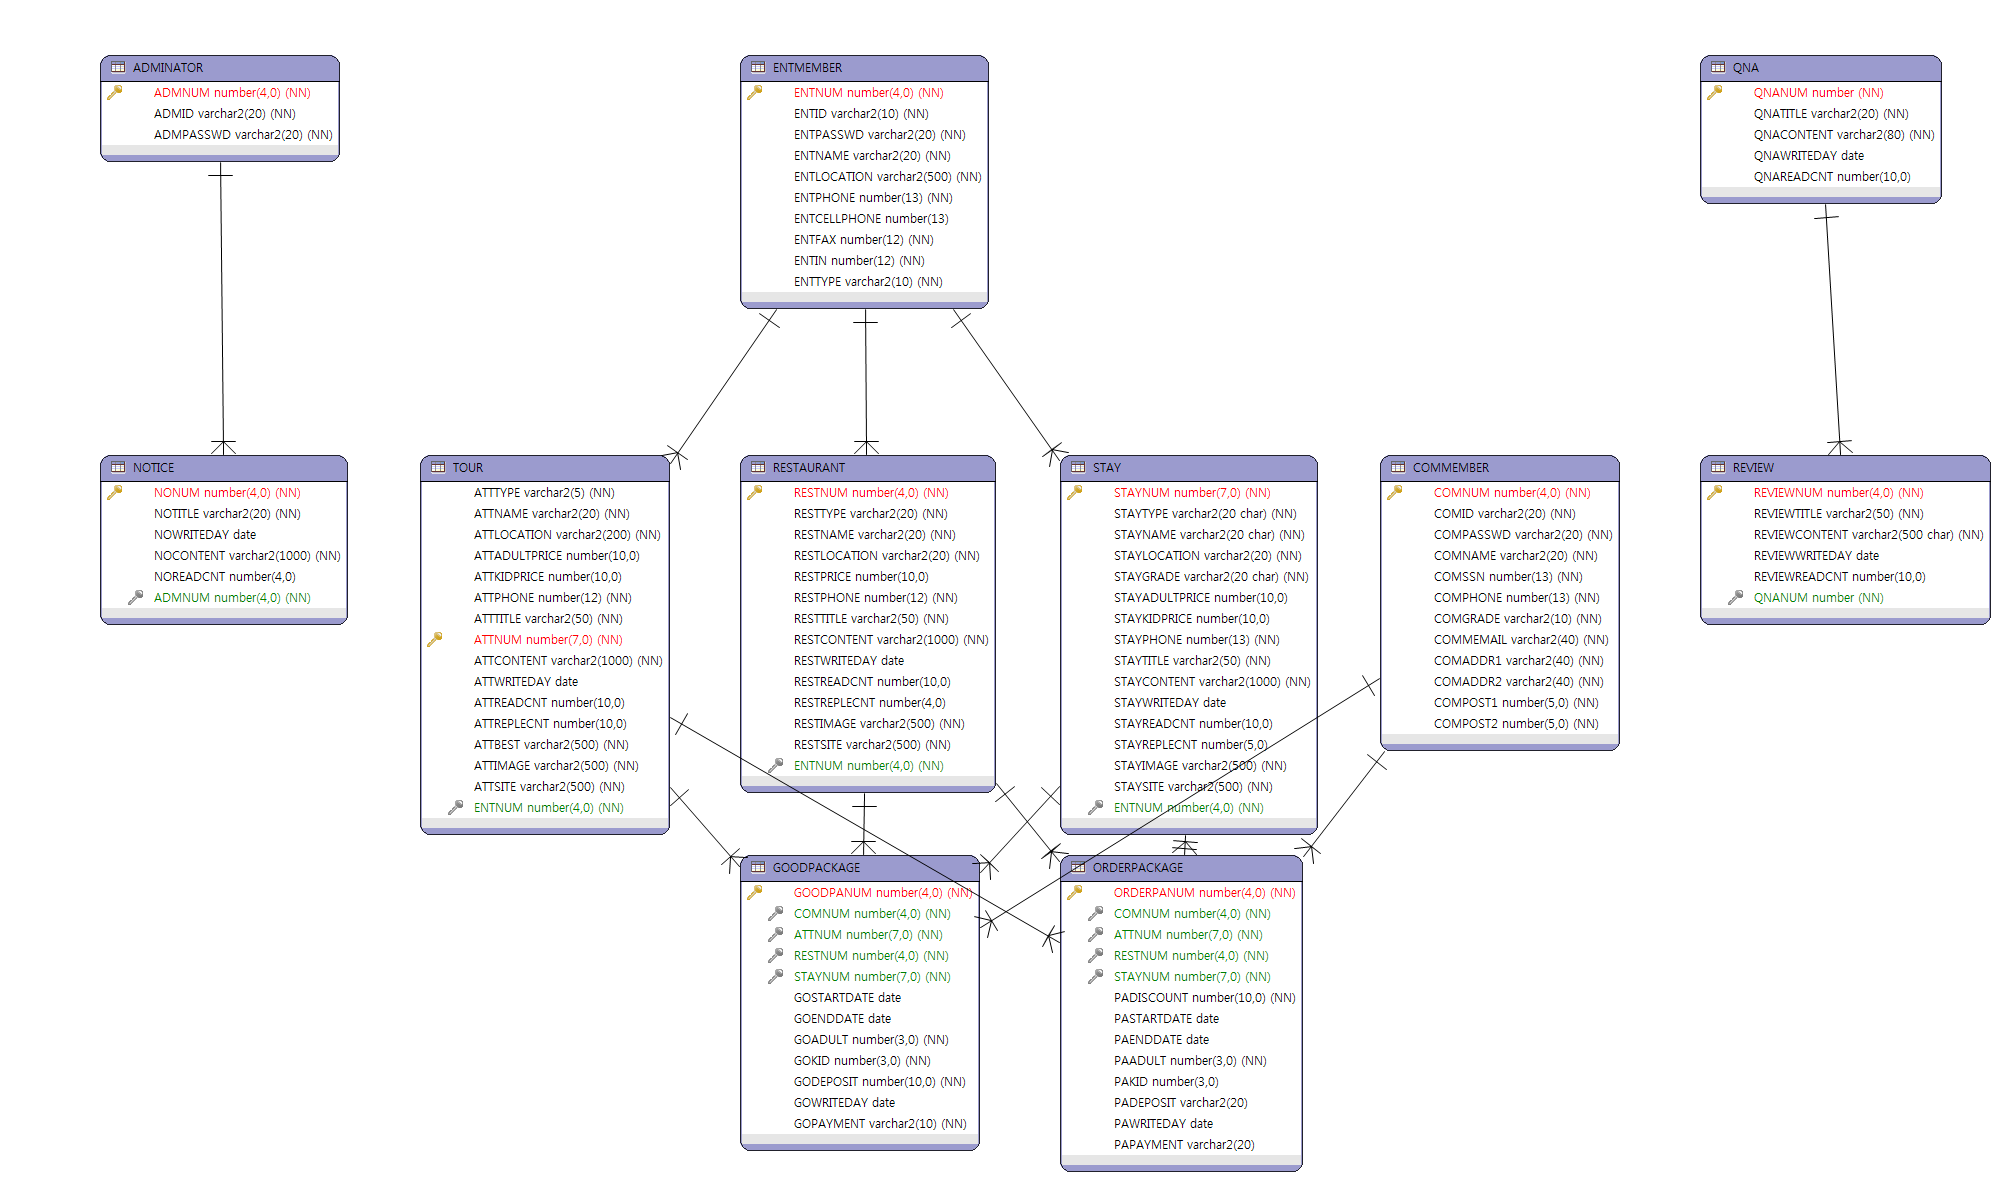 ADMINATOR
ADMNUM number(4,0) (NN)
ADMID varchar2(20) (NN)
ADMPASSWD varchar2(20) (NN)
ENTMEMBER
ENTNUM number(4,0) (NN)
ENTID varchar2(10) (NN)
ENTPASSWD varchar2(20) (NN)
ENTNAME varchar2(20) (NN)
ENTLOCATION varchar2(500) (NN)
ENTPHONE number(13) (NN)
ENTCELLPHONE number(13)
ENTFAX number(12) (NN)
ENTIN number(12) (NN)
ENTTYPE varchar2(10) (NN)
QNA
QNANUM number (NN)
QNATITLE varchar2(20) (NN)
QNACONTENT varchar2(80) (NN)
QNAWRITEDAY date
QNAREADCNT number(10,0)
NOTICE
NONUM number(4,0) (NN)
NOTITLE varchar2(20) (NN)
NOWRITEDAY date
NOCONTENT varchar2(1000) (NN)
NOREADCNT number(4,0)
ADMNUM number(4,0) (NN)
TOUR
ATTTYPE varchar2(5) (NN)
ATTNAME varchar2(20) (NN)
ATTLOCATION varchar2(200) (NN)
ATTADULTPRICE number(10,0)
ATTKIDPRICE number(10,0)
ATTPHONE number(12) (NN)
ATTTITLE varchar2(50) (NN)
ATTNUM number(7,0) (NN)
ATTCONTENT varchar2(1000) (NN)
ATTWRITEDAY date
ATTREADCNT number(10,0)
ATTREPLECNT number(10,0)
ATTBEST varchar2(500) (NN)
ATTIMAGE varchar2(500) (NN)
ATTSITE varchar2(500) (NN)
ENTNUM number(4,0) (NN)
RESTAURANT
RESTNUM number(4,0) (NN)
RESTTYPE varchar2(20) (NN)
RESTNAME varchar2(20) (NN)
RESTLOCATION varchar2(20) (NN)
RESTPRICE number(10,0)
RESTPHONE number(12) (NN)
RESTTITLE varchar2(50) (NN)
RESTCONTENT varchar2(1000) (NN)
RESTWRITEDAY date
RESTREADCNT number(10,0)
RESTREPLECNT number(4,0)
RESTIMAGE varchar2(500) (NN)
RESTSITE varchar2(500) (NN)
ENTNUM number(4,0) (NN)
STAY
STAYNUM number(7,0) (NN)
STAYTYPE varchar2(20 char) (NN)
STAYNAME varchar2(20 char) (NN)
STAYLOCATION varchar2(20) (NN)
STAYGRADE varchar2(20 char) (NN)
STAYADULTPRICE number(10,0)
STAYKIDPRICE number(10,0)
STAYPHONE number(13) (NN)
STAYTITLE varchar2(50) (NN)
STAYCONTENT varchar2(1000) (NN)
STAYWRITEDAY date
STAYREADCNT number(10,0)
STAYREPLECNT number(5,0)
STAYIMAGE varchar2(500) (NN)
STAYSITE varchar2(500) (NN)
ENTNUM number(4,0) (NN)
COMMEMBER
COMNUM number(4,0) (NN)
COMID varchar2(20) (NN)
COMPASSWD varchar2(20) (NN)
COMNAME varchar2(20) (NN)
COMSSN number(13) (NN)
COMPHONE number(13) (NN)
COMGRADE varchar2(10) (NN)
COMMEMAIL varchar2(40) (NN)
COMADDR1 varchar2(40) (NN)
COMADDR2 varchar2(40) (NN)
COMPOST1 number(5,0) (NN)
COMPOST2 number(5,0) (NN)
REVIEW
REVIEWNUM number(4,0) (NN)
REVIEWTITLE varchar2(50) (NN)
REVIEWCONTENT varchar2(500 char) (NN)
REVIEWWRITEDAY date
REVIEWREADCNT number(10,0)
QNANUM number (NN)
GOODPACKAGE
GOODPANUM number(4,0) (NN)
COMNUM number(4,0) (NN)
ATTNUM number(7,0) (NN)
RESTNUM number(4,0) (NN)
STAYNUM number(7,0) (NN)
GOSTARTDATE date
GOENDDATE date
GOADULT number(3,0) (NN)
GOKID number(3,0) (NN)
GODEPOSIT number(10,0) (NN)
GOWRITEDAY date
GOPAYMENT varchar2(10) (NN)
ORDERPACKAGE
ORDERPANUM number(4,0) (NN)
COMNUM number(4,0) (NN)
ATTNUM number(7,0) (NN)
RESTNUM number(4,0) (NN)
STAYNUM number(7,0) (NN)
PADISCOUNT number(10,0) (NN)
PASTARTDATE date
PAENDDATE date
PAADULT number(3,0) (NN)
PAKID number(3,0)
PADEPOSIT varchar2(20)
PAWRITEDAY date
PAPAYMENT varchar2(20)